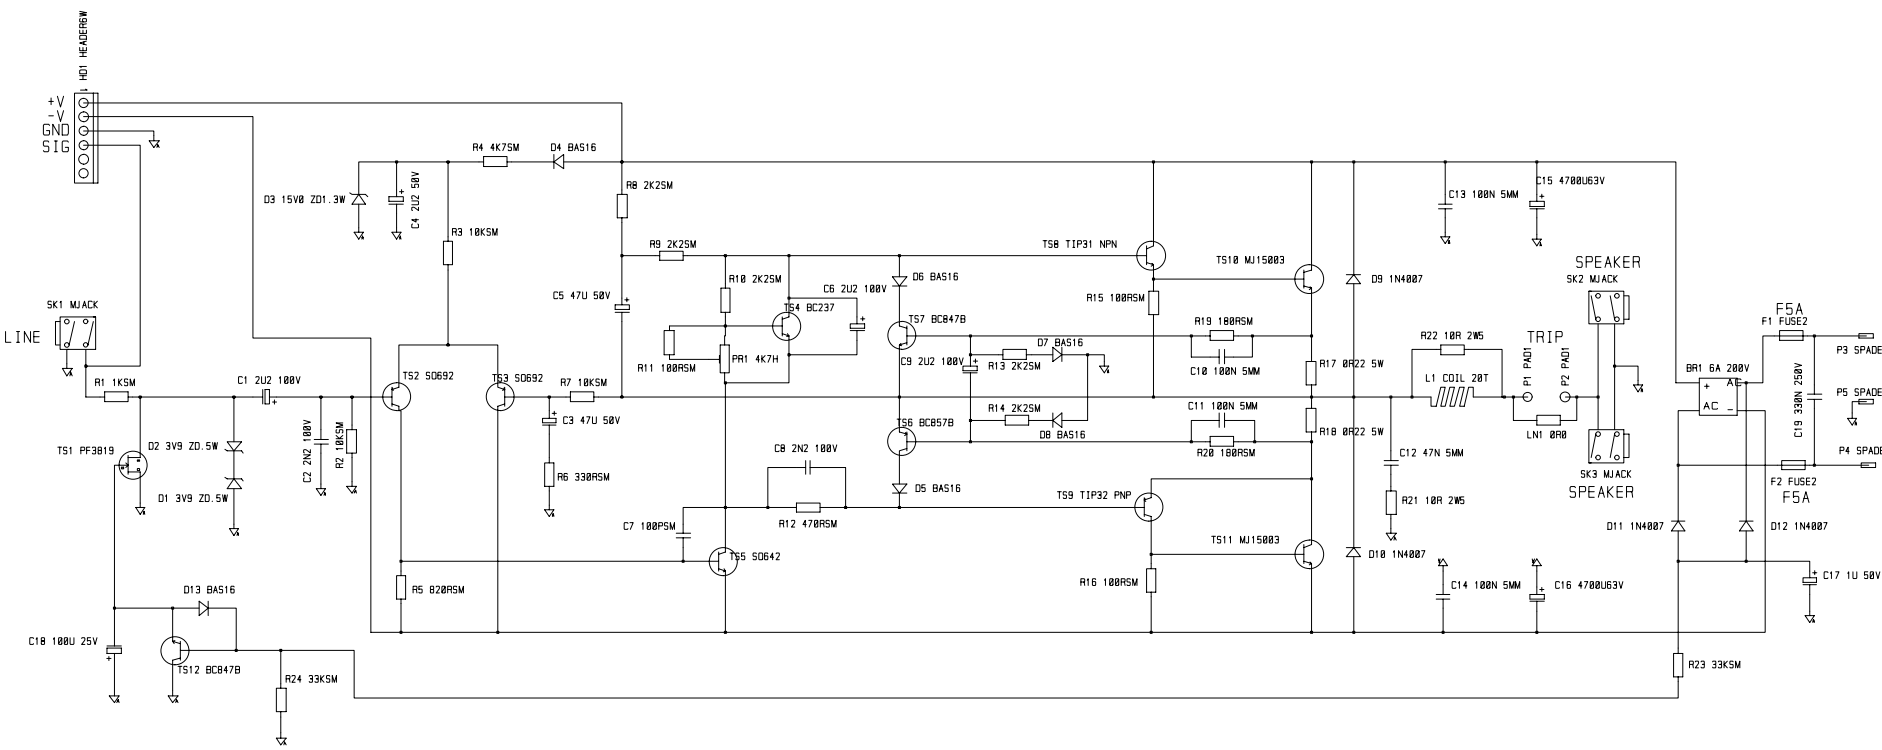 HD1 HEADER6W
1
+V
-V
GND
SIG
R4 4K7SM
D4 BAS16
D3 15V0 ZD1.3W
C4 2U2 50V
R3 10KSM
R8 2K2SM
R9 2K2SM
R10 2K2SM
C5 47U 50V
C6 2U2 100V
TS4 BC237
R11 100RSM
PR1 4K7H
D6 BAS16
TS7 BC847B
C9 2U2 100V
R13 2K2SM
D7 BAS16
R14 2K2SM
D8 BAS16
TS6 BC857B
D5 BAS16
TS8 TIP31 NPN
TS10 MJ15003
R15 100RSM
R19 180RSM
C10 100N 5MM
R17 0R22 5W
C11 100N 5MM
R18 0R22 5W
R20 180RSM
TS9 TIP32 PNP
TS11 MJ15003
R16 100RSM
D9 1N4007
D10 1N4007
C13 100N 5MM
C15 4700U63V
C14 100N 5MM
C16 4700U63V
C12 47N 5MM
R21 10R 2W5
R22 10R 2W5
L1 COIL 20T
TRIP
P1 PAD1
P2 PAD1
LN1 0R0
SPEAKER
SK2 MJACK
SK3 MJACK
SPEAKER
BR1 6A 200V
+
AC
AC
-
F5A
F1 FUSE2
P3 SPADE
C19 330N 250V
P5 SPADE
P4 SPADE
F2 FUSE2
F5A
D11 1N4007
D12 1N4007
C17 1U 50V
R23 33KSM
SK1 MJACK
LINE
R1 1KSM
C1 2U2 100V
TS1 PF3819
D2 3V9 ZD.5W
D1 3V9 ZD.5W
C2 2N2 100V
R2 10KSM
TS2 SO692
TS3 SO692
R7 10KSM
C3 47U 50V
R6 330RSM
C8 2N2 100V
R12 470RSM
C7 100PSM
TS5 SO642
R5 820RSM
D13 BAS16
C18 100U 25V
TS12 BC847B
R24 33KSM